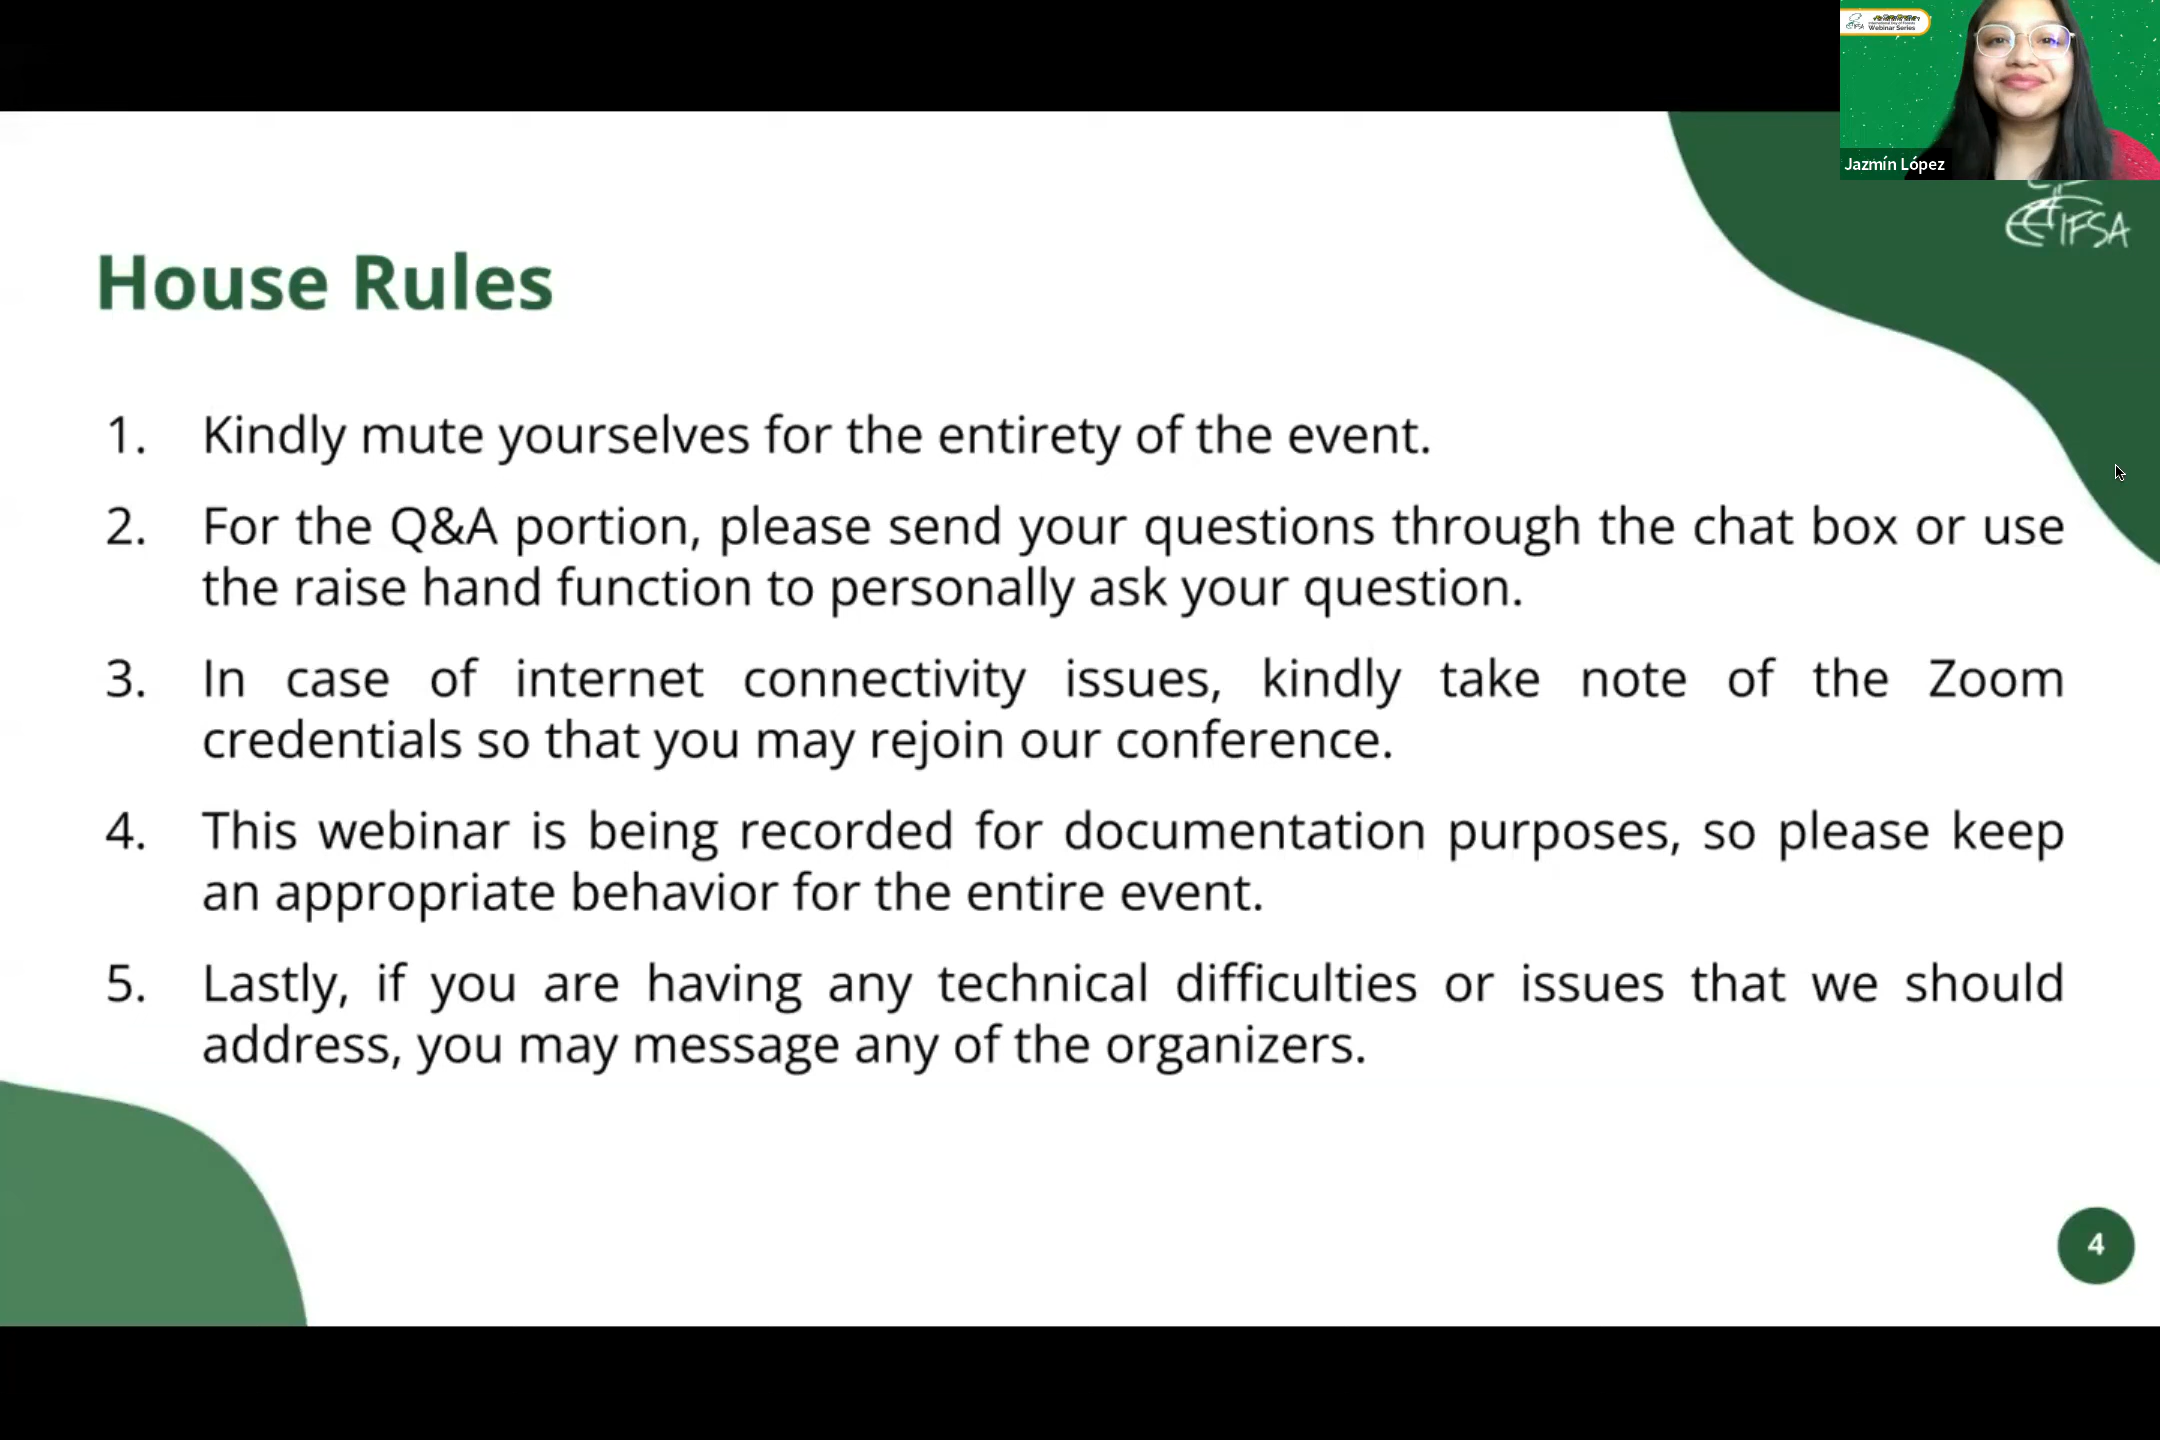 IFSA
Webinar Series
Jazmín López
IFSA
House Rules
1. Kindly mute yourselves for the entirety of the event.
2. For the Q&A portion, please send your questions through the chat box or use
the raise hand function to personally ask your question.
3. In case of internet connectivity issues, kindly take note of the Zoom
credentials so that you may rejoin our conference.
4. This webinar is being recorded for documentation purposes, so please keep
an appropriate behavior for the entire event.
5. Lastly, if you are having any technical difficulties or issues that we should
address, you may message any of the organizers.
4